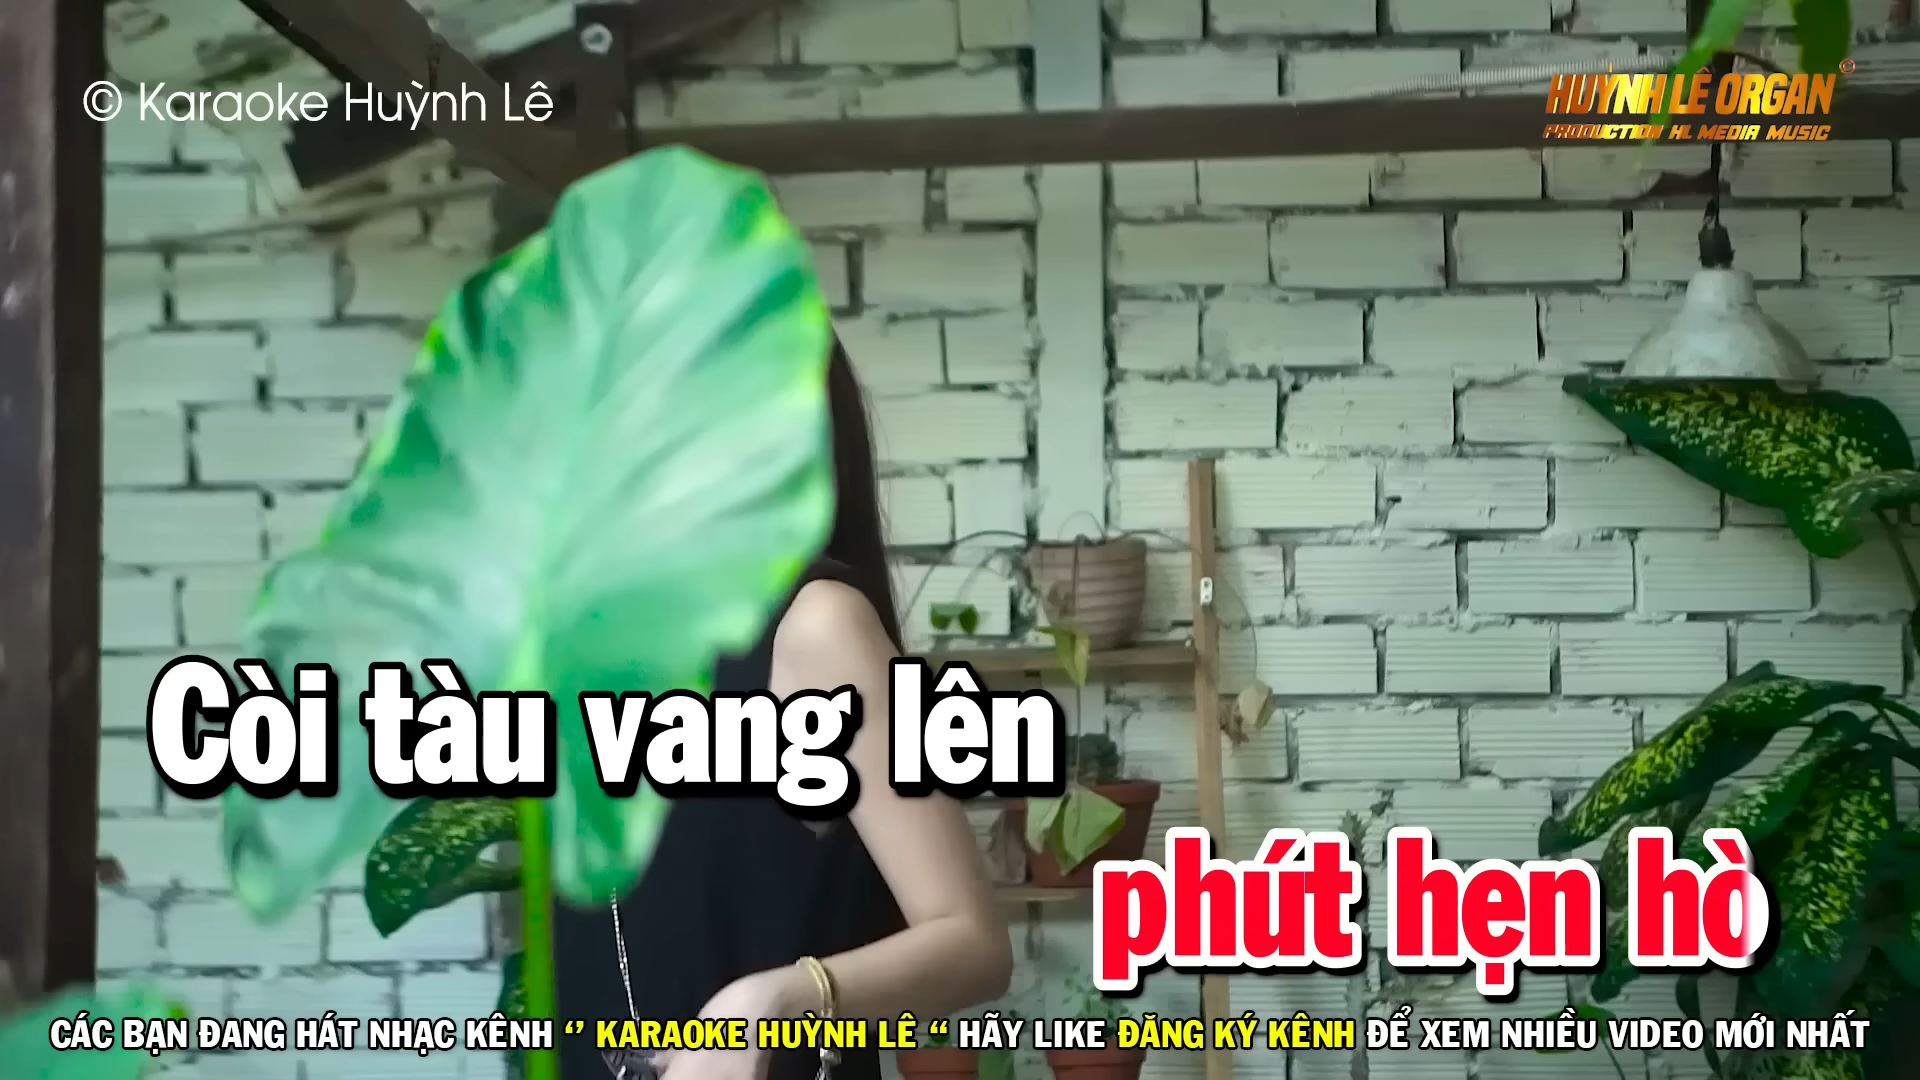 © Karaoke Huỳnh Lê
HUỲNH LÊ ORGAN ©
PRODUCTION HL MEDIA MUSIC
Còi tàu vang lên
phút hẹn hò
CÁC BẠN ĐANG HÁT NHẠC KÊNH ‘’ KARAOKE HUỲNH LÊ “ HÃY LIKE ĐĂNG KÝ KÊNH ĐỂ XEM NHIỀU VIDEO MỚI NHẤT